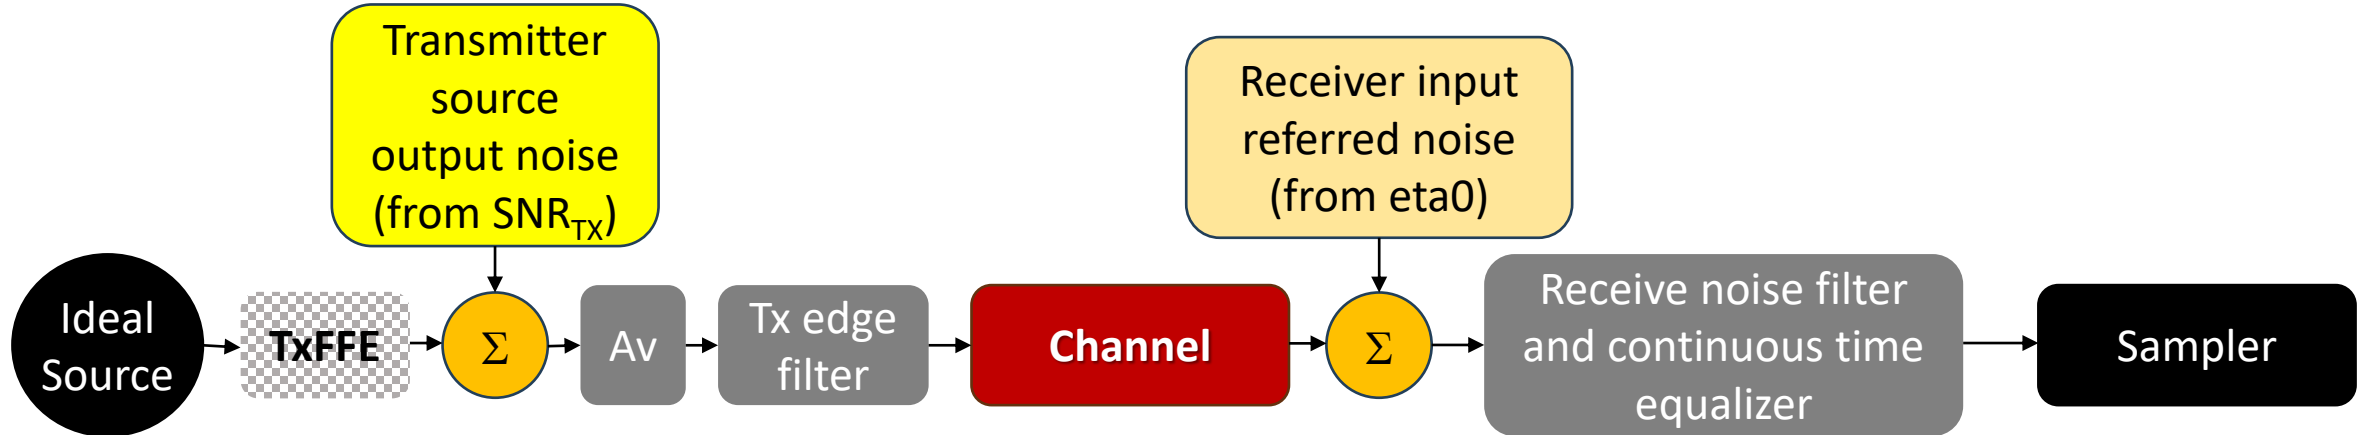 Transmitter
source
output noise
(from SNR_TX)
Receiver input
referred noise
(from eta0)
Ideal
Source
TxFFE
Σ
Av
Tx edge
filter
Channel
Σ
Receive noise filter
and continuous time
equalizer
Sampler